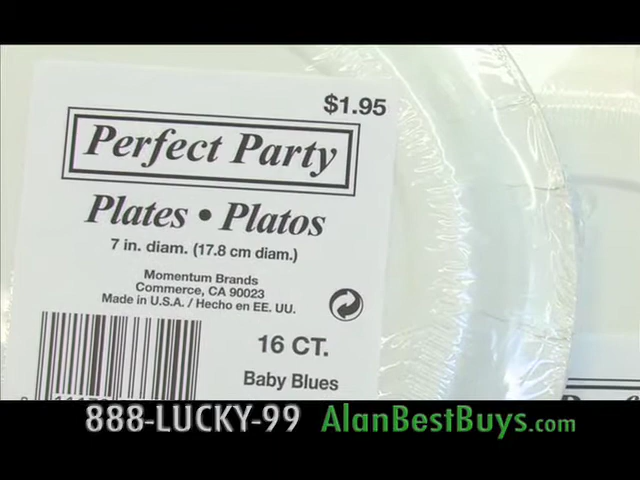 $1.95
Perfect Party
Plates • Platos
7 in. diam. (17.8 cm diam.)
Momentum Brands
Commerce, CA 90023
Made in U.S.A. / Hecho en EE. UU.
16 CT.
Baby Blues
888-LUCKY-99 AlanBestBuys.com